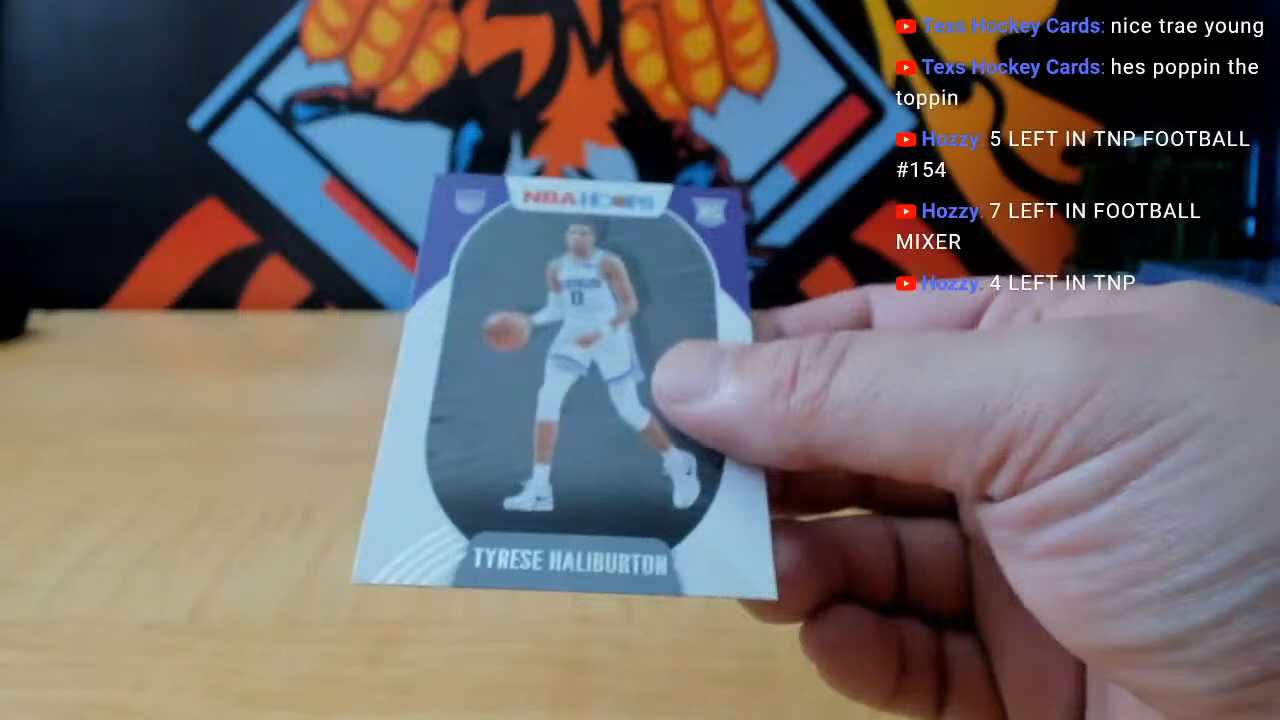 Texs Hockey Cards: nice trae young
Texs Hockey Cards: hes poppin the
toppin
Hozzy: 5 LEFT IN TNP FOOTBALL
#154
Hozzy: 7 LEFT IN FOOTBALL
MIXER
Hozzy: 4 LEFT IN TNP
NBA HOOPS
0
TYRESE HALIBURTON